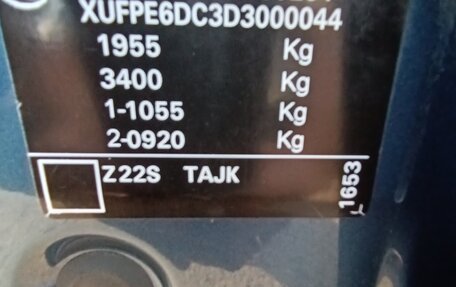 XUFPE6DC3D3000044
1955 Kg
3400 Kg
1-1055 Kg
2-0920 Kg
Z22S TAJK
1653